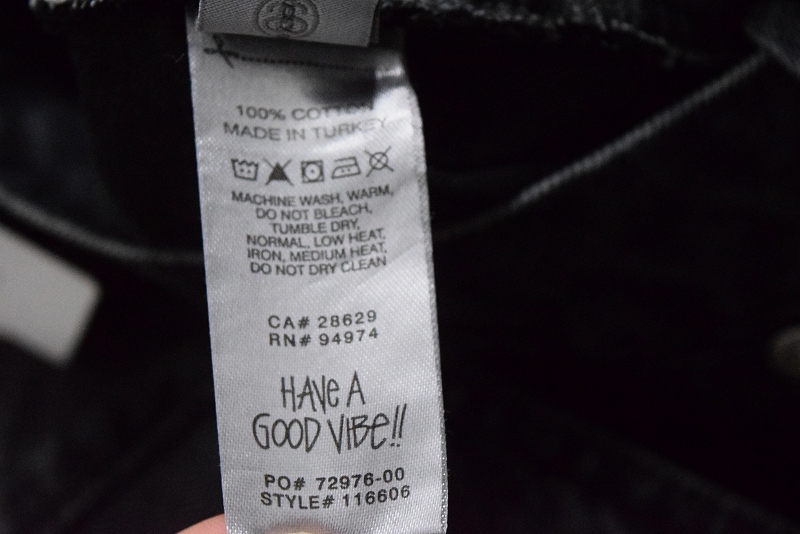 100% COTTON
MADE IN TURKEY
MACHINE WASH, WARM,
DO NOT BLEACH,
TUMBLE DRY,
NORMAL, LOW HEAT,
IRON, MEDIUM HEAT,
DO NOT DRY CLEAN
CA# 28629
RN# 94974
HAVe A
GOOD VIBe!!
PO# 72976-00
STYLE# 116606